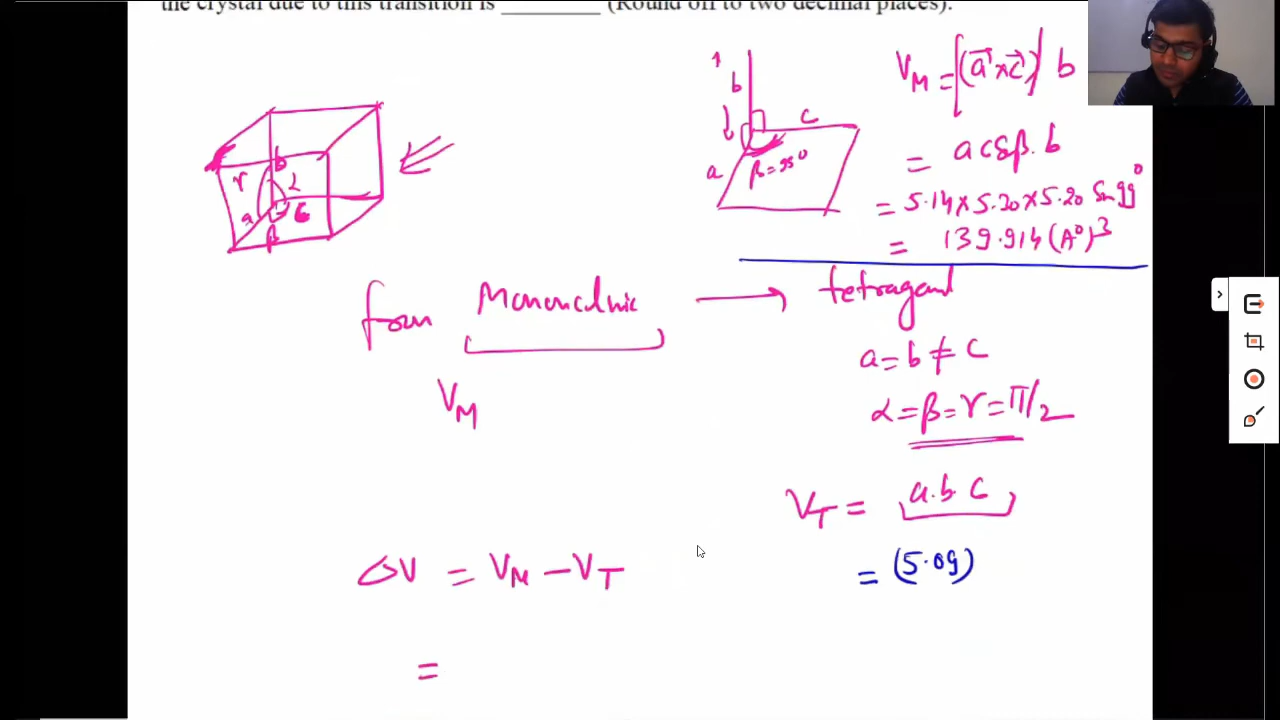 the crystal due to this transition is ________ (Round off to two decimal places).
b
c
a
β=99°
V_M = |(a⃗×c⃗)| b
= ac Sinβ. b
= 5.14×5.20×5.20 Sin 99°
= 139.914 (A°)³
γ b α
a c
β
from Monoclinic → tetragonal
a=b≠c
V_M
α=β=γ=π/2
V_T = a.b.c
ΔV = V_M − V_T
= (5.09)
=